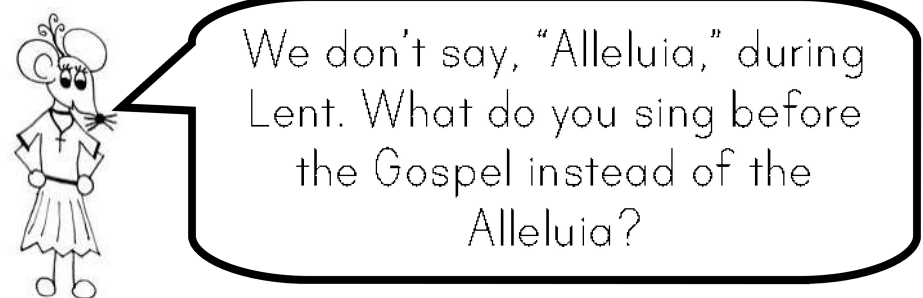 We don't say, “Alleluia,” during
Lent. What do you sing before
the Gospel instead of the
Alleluia?